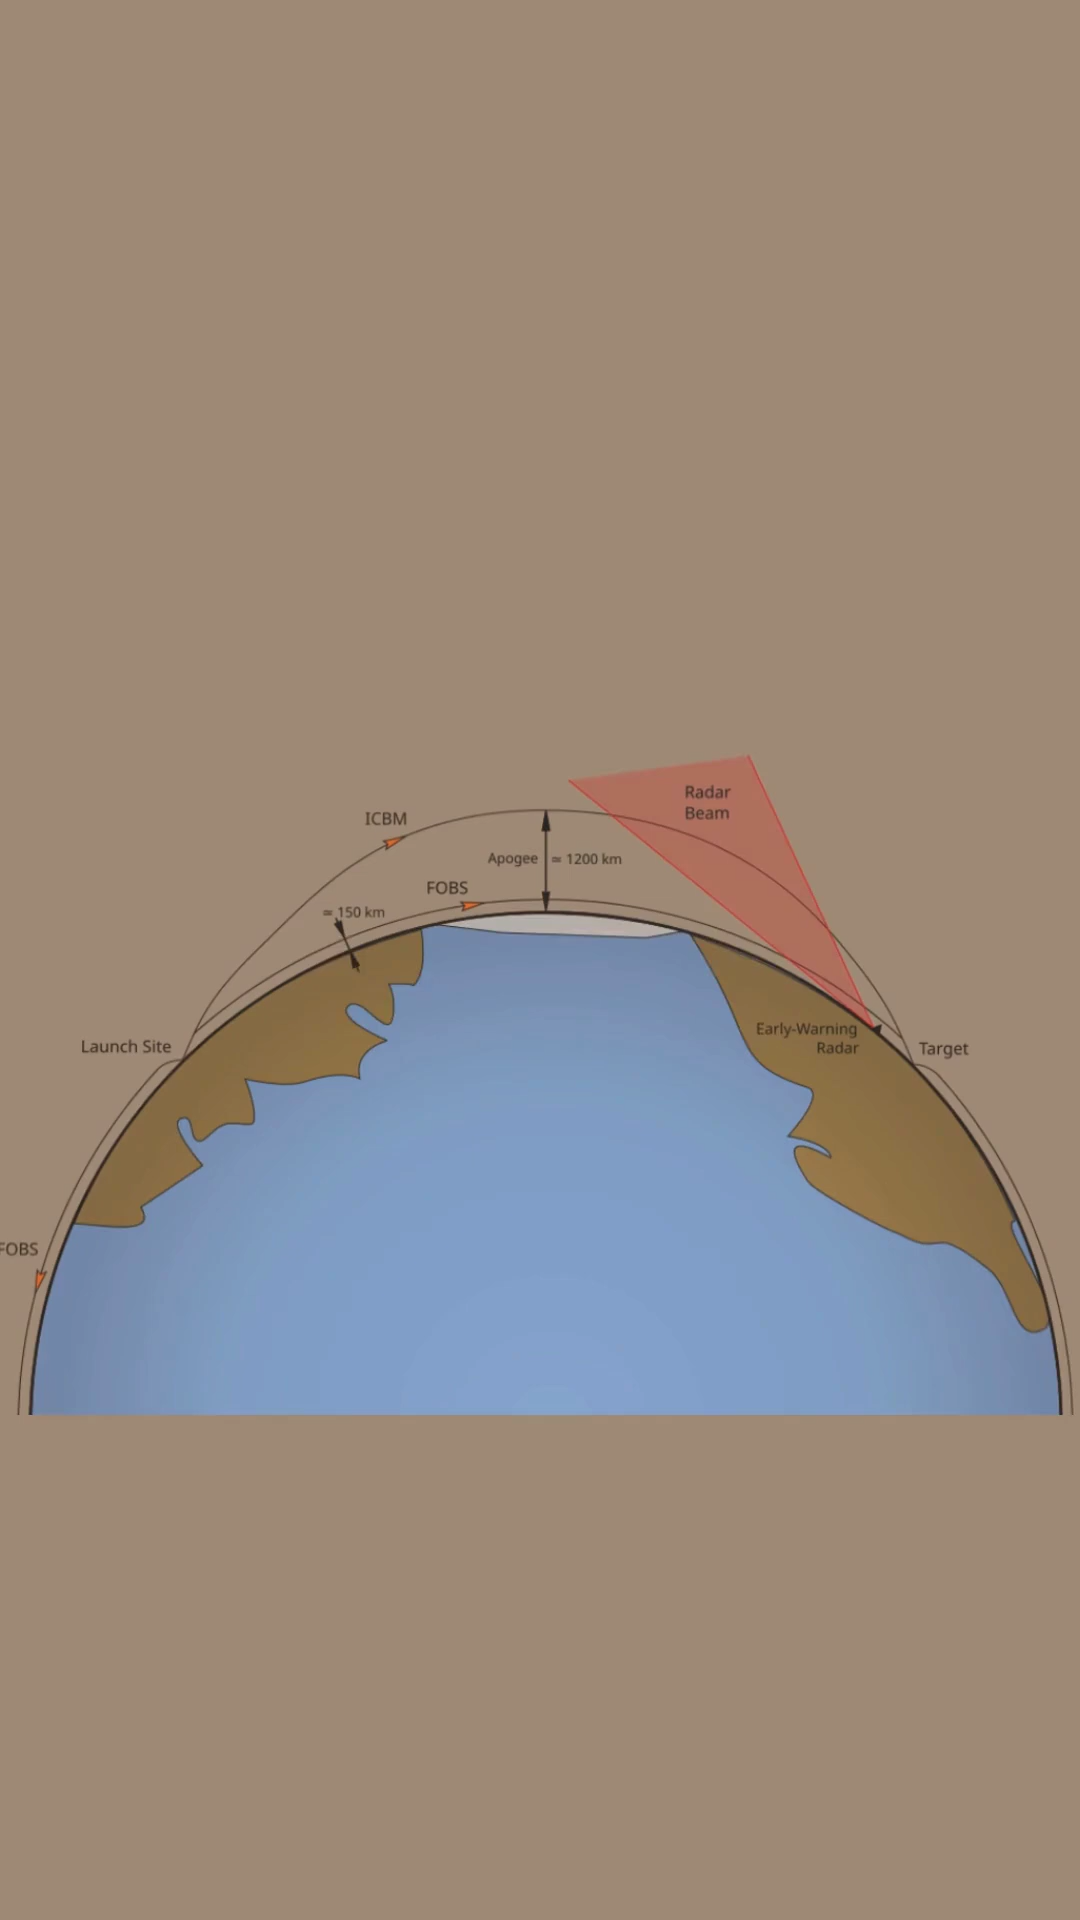 Radar
Beam
ICBM
Apogee ≃ 1200 km
FOBS
≃ 150 km
Early-Warning
Radar
Launch Site
Target
FOBS